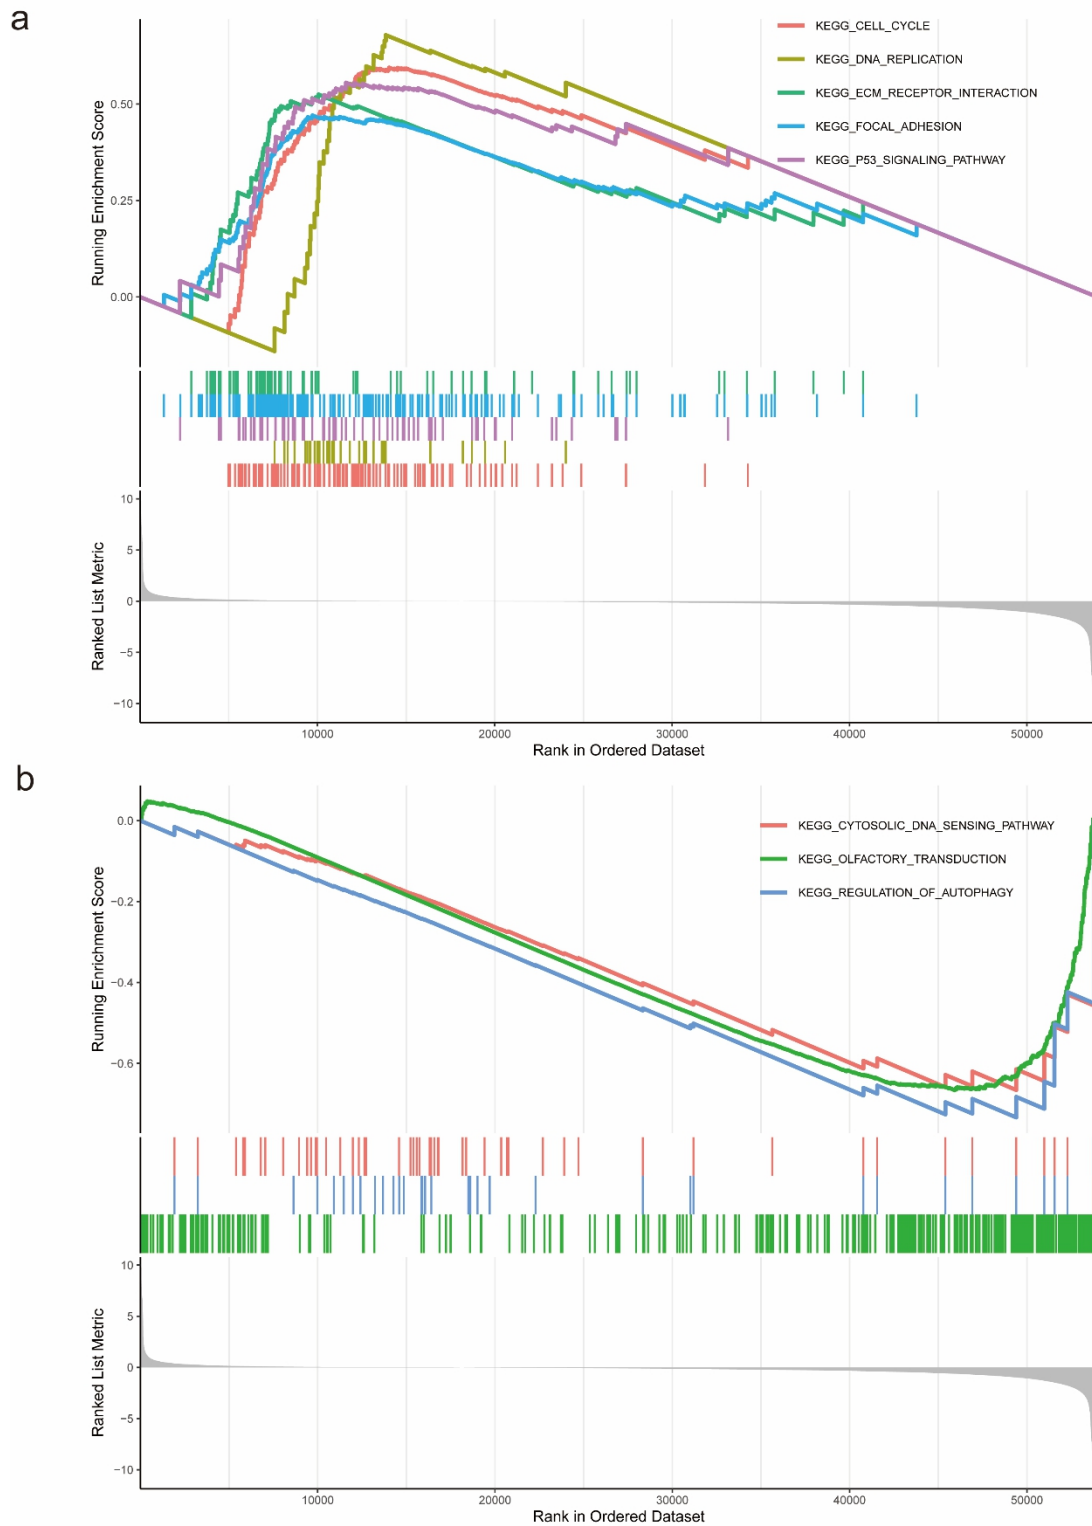 a
KEGG_CELL_CYCLE
KEGG_DNA_REPLICATION
KEGG_ECM_RECEPTOR_INTERACTION
KEGG_FOCAL_ADHESION
KEGG_P53_SIGNALING_PATHWAY
Running Enrichment Score
0.50
0.25
0.00
Ranked List Metric
10
5
0
−5
−10
10000 20000 30000 40000 50000
Rank in Ordered Dataset
b
KEGG_CYTOSOLIC_DNA_SENSING_PATHWAY
KEGG_OLFACTORY_TRANSDUCTION
KEGG_REGULATION_OF_AUTOPHAGY
Running Enrichment Score
0.0
−0.2
−0.4
−0.6
Ranked List Metric
10
5
0
−5
−10
10000 20000 30000 40000 50000
Rank in Ordered Dataset